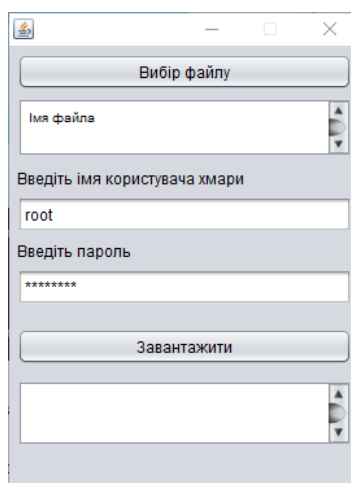 Вибір файлу
Імя файла
Введіть імя користувача хмари
root
Введіть пароль
********
Завантажити